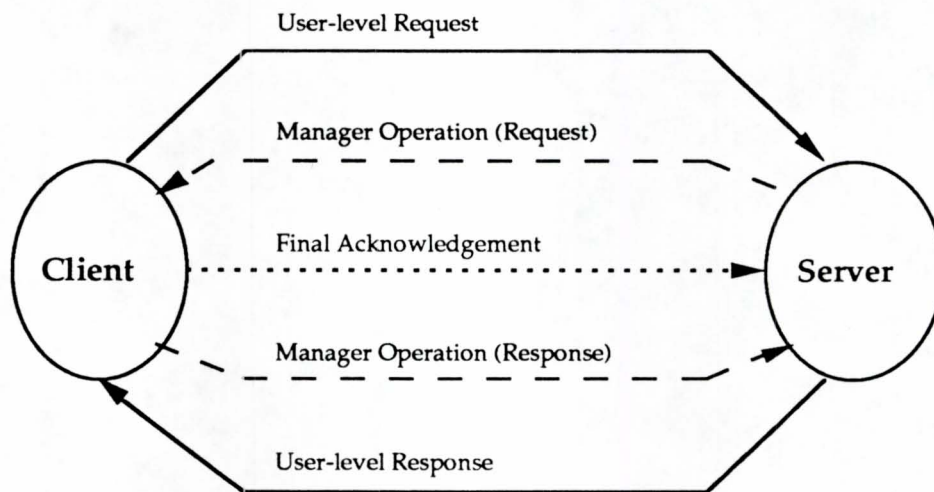 User-level Request
Manager Operation (Request)
Final Acknowledgement
Client
Server
Manager Operation (Response)
User-level Response